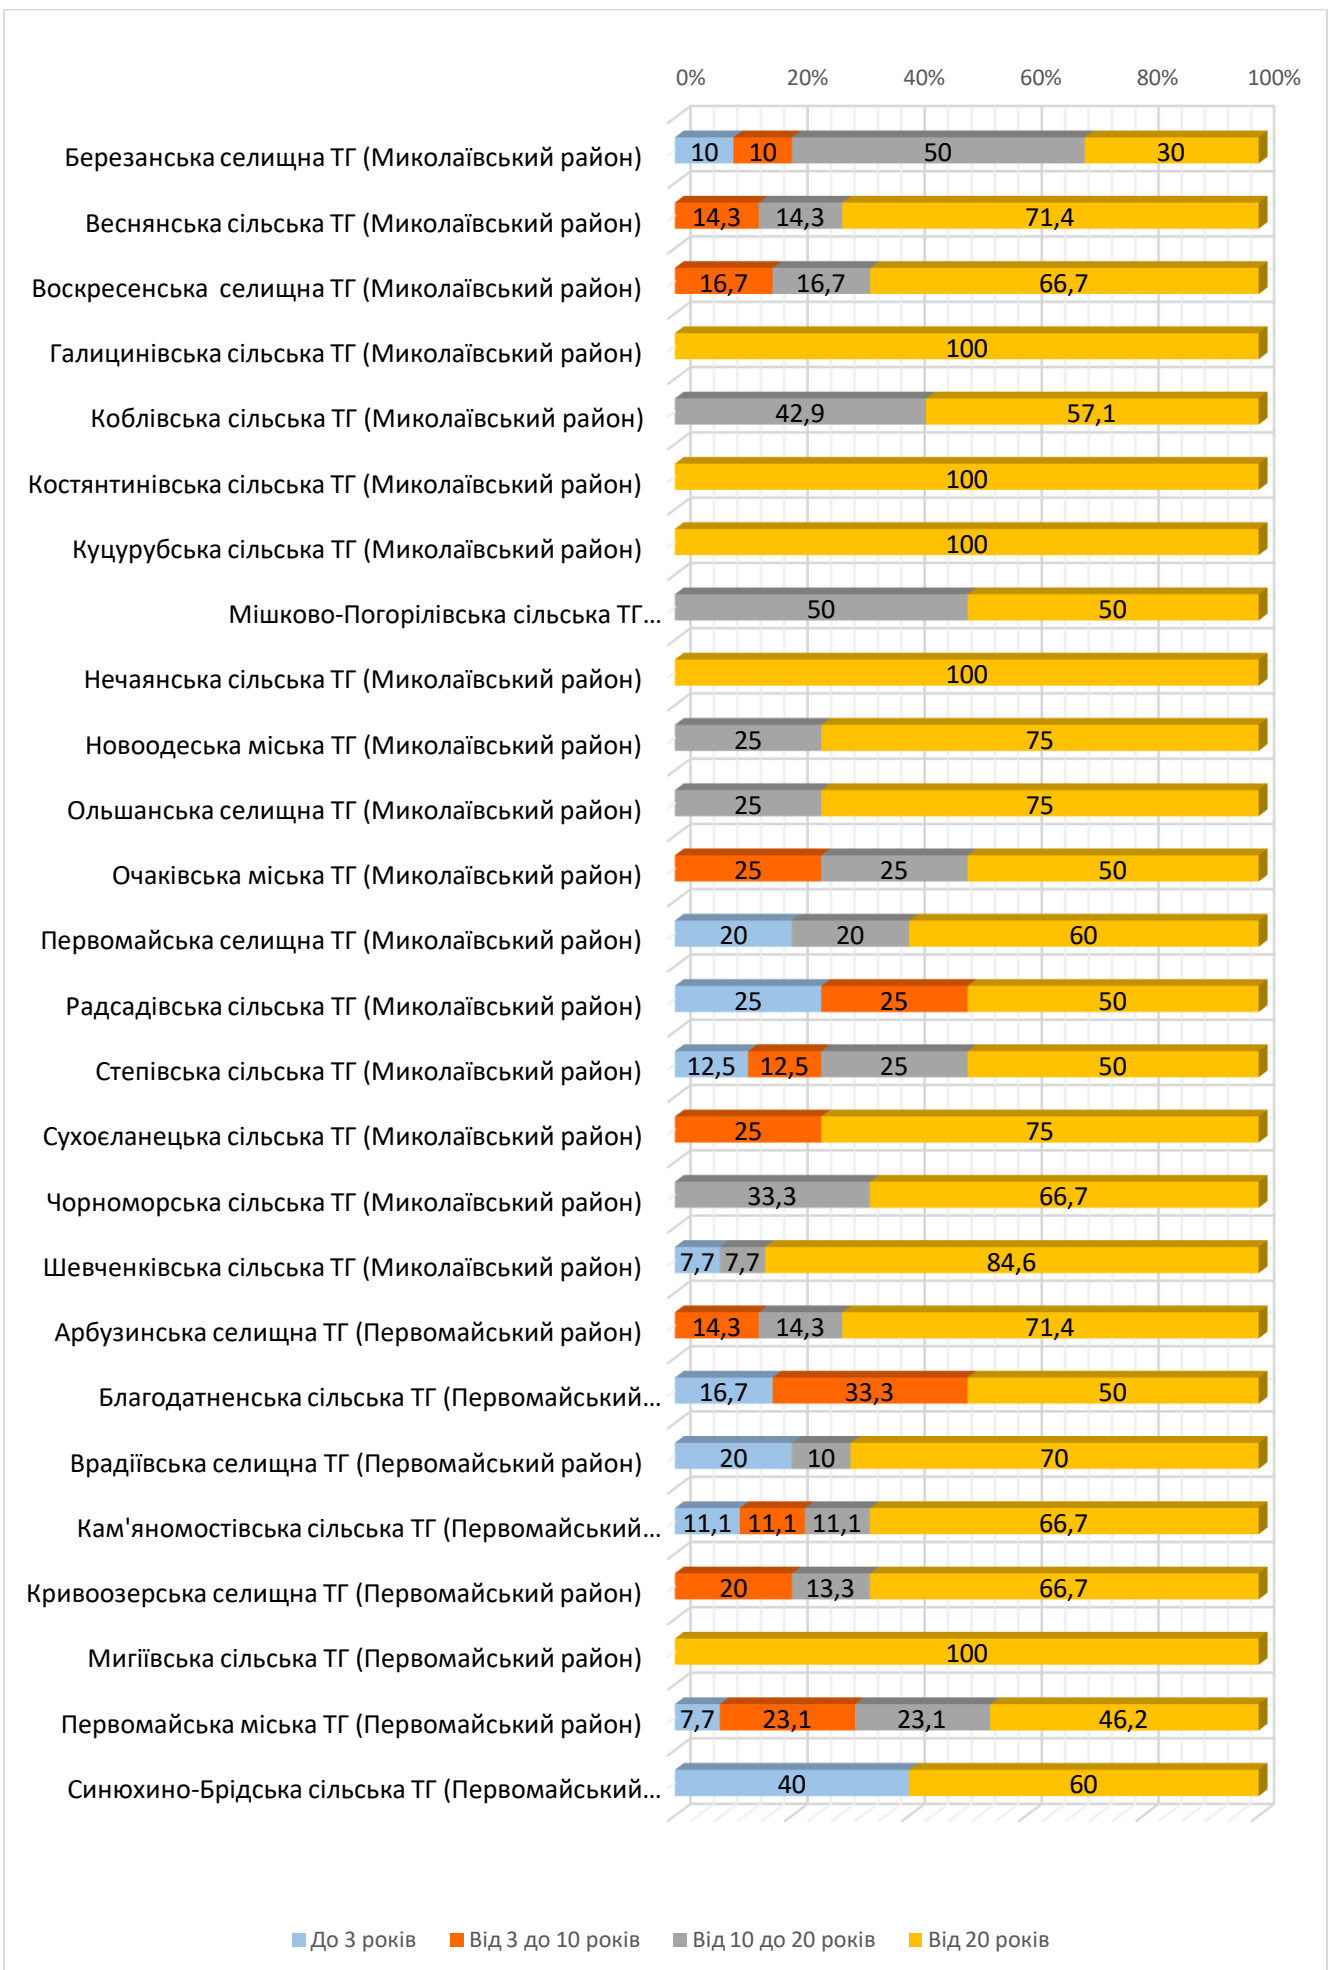 0% 20% 40% 60% 80% 100%
Березанська селищна ТГ (Миколаївський район) 10 10 50 30
Веснянська сільська ТГ (Миколаївський район) 14,3 14,3 71,4
Воскресенська  селищна ТГ (Миколаївський район) 16,7 16,7 66,7
Галицинівська сільська ТГ (Миколаївський район) 100
Коблівська сільська ТГ (Миколаївський район) 42,9 57,1
Костянтинівська сільська ТГ (Миколаївський район) 100
Куцурубська сільська ТГ (Миколаївський район) 100
Мішково-Погорілівська сільська ТГ... 50 50
Нечаянська сільська ТГ (Миколаївський район) 100
Новоодеська міська ТГ (Миколаївський район) 25 75
Ольшанська селищна ТГ (Миколаївський район) 25 75
Очаківська міська ТГ (Миколаївський район) 25 25 50
Первомайська селищна ТГ (Миколаївський район) 20 20 60
Радсадівська сільська ТГ (Миколаївський район) 25 25 50
Степівська сільська ТГ (Миколаївський район) 12,5 12,5 25 50
Сухоєланецька сільська ТГ (Миколаївський район) 25 75
Чорноморська сільська ТГ (Миколаївський район) 33,3 66,7
Шевченківська сільська ТГ (Миколаївський район) 7,7 7,7 84,6
Арбузинська селищна ТГ (Первомайський район) 14,3 14,3 71,4
Благодатненська сільська ТГ (Первомайський... 16,7 33,3 50
Врадіївська селищна ТГ (Первомайський район) 20 10 70
Кам'яномостівська сільська ТГ (Первомайський... 11,1 11,1 11,1 66,7
Кривоозерська селищна ТГ (Первомайський район) 20 13,3 66,7
Мигіївська сільська ТГ (Первомайський район) 100
Первомайська міська ТГ (Первомайський район) 7,7 23,1 23,1 46,2
Синюхино-Брідська сільська ТГ (Первомайський... 40 60
До 3 років Від 3 до 10 років Від 10 до 20 років Від 20 років